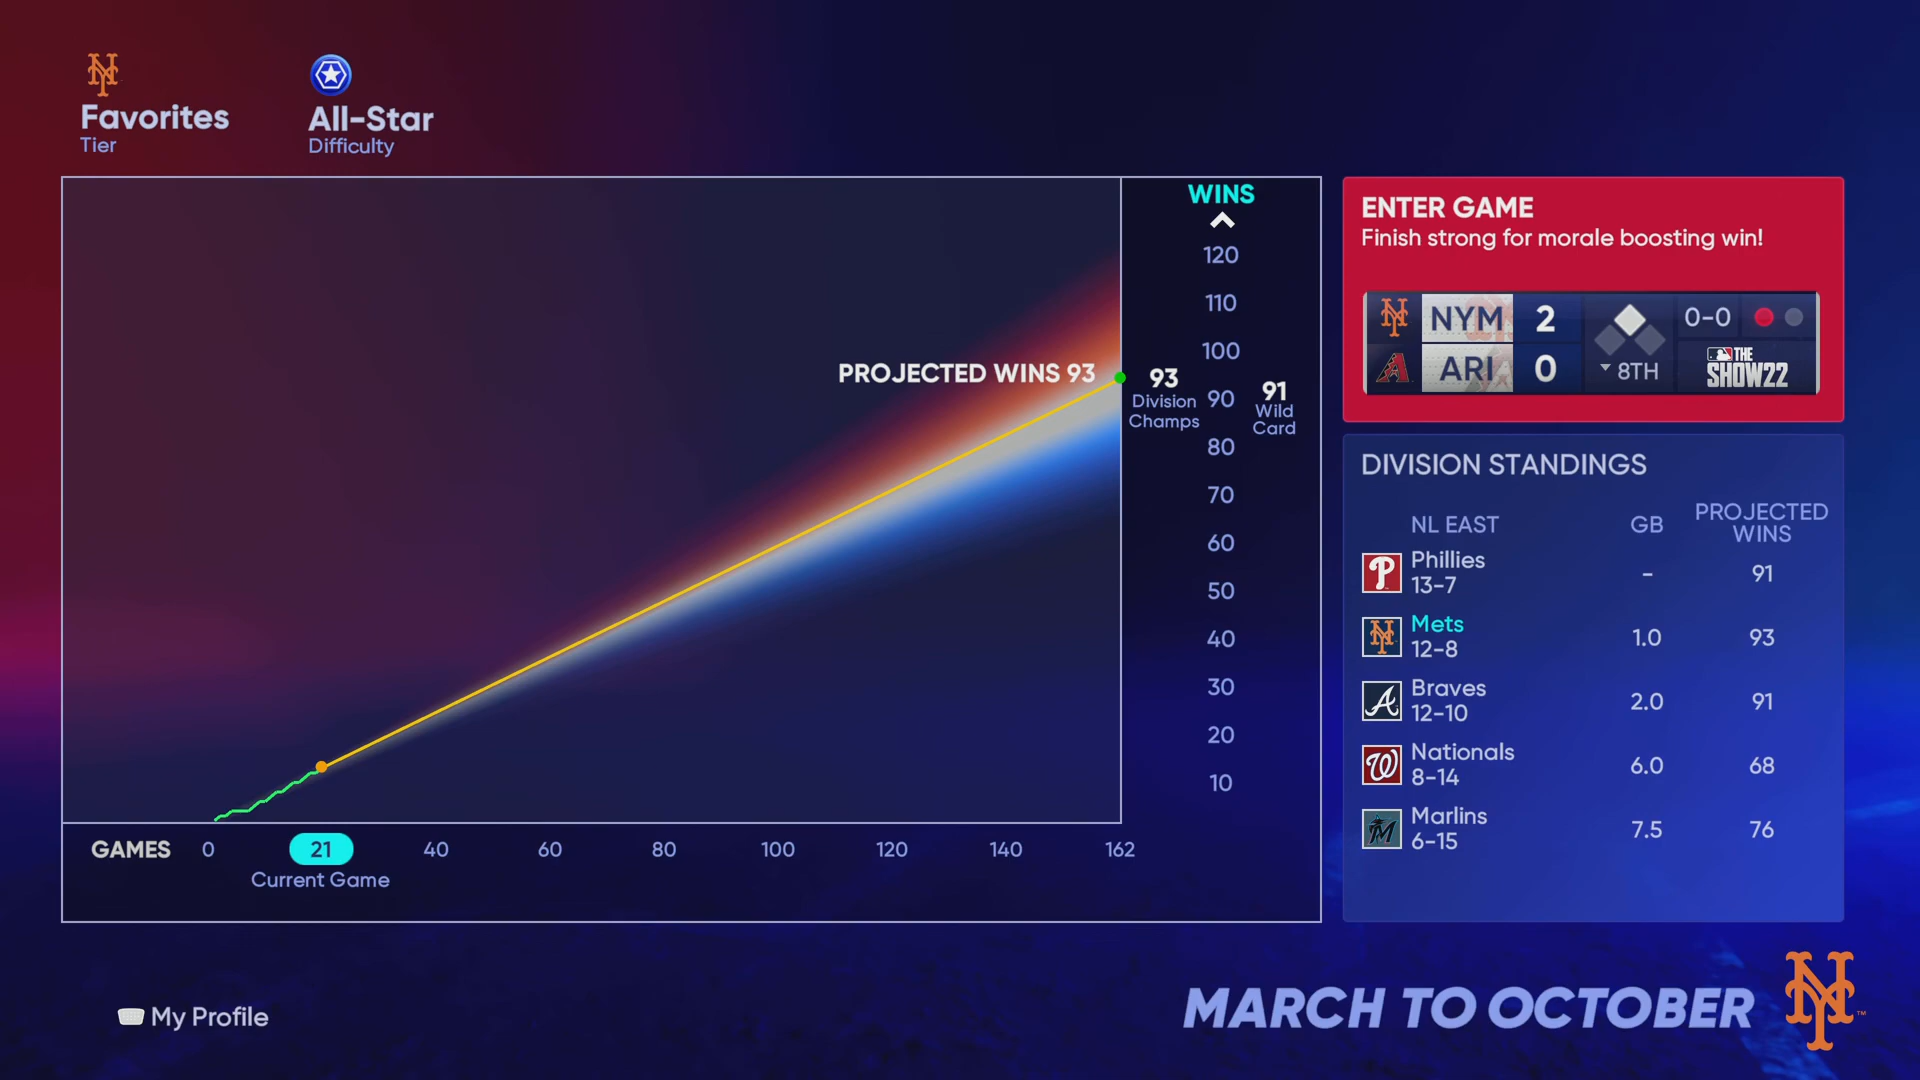 Favorites
Tier
All-Star
Difficulty
WINS
120
110
100
90
80
70
60
50
40
30
20
10
PROJECTED WINS 93
93
Division
Champs
91
Wild
Card
GAMES 0 21 40 60 80 100 120 140 162
Current Game
ENTER GAME
Finish strong for morale boosting win!
NYM 2 0-0
ARI 0 8TH
MLB THE
SHOW22
DIVISION STANDINGS
NL EAST GB PROJECTED
WINS
Phillies
13-7 - 91
Mets
12-8 1.0 93
Braves
12-10 2.0 91
Nationals
8-14 6.0 68
Marlins
6-15 7.5 76
My Profile
MARCH TO OCTOBER
NY
TM